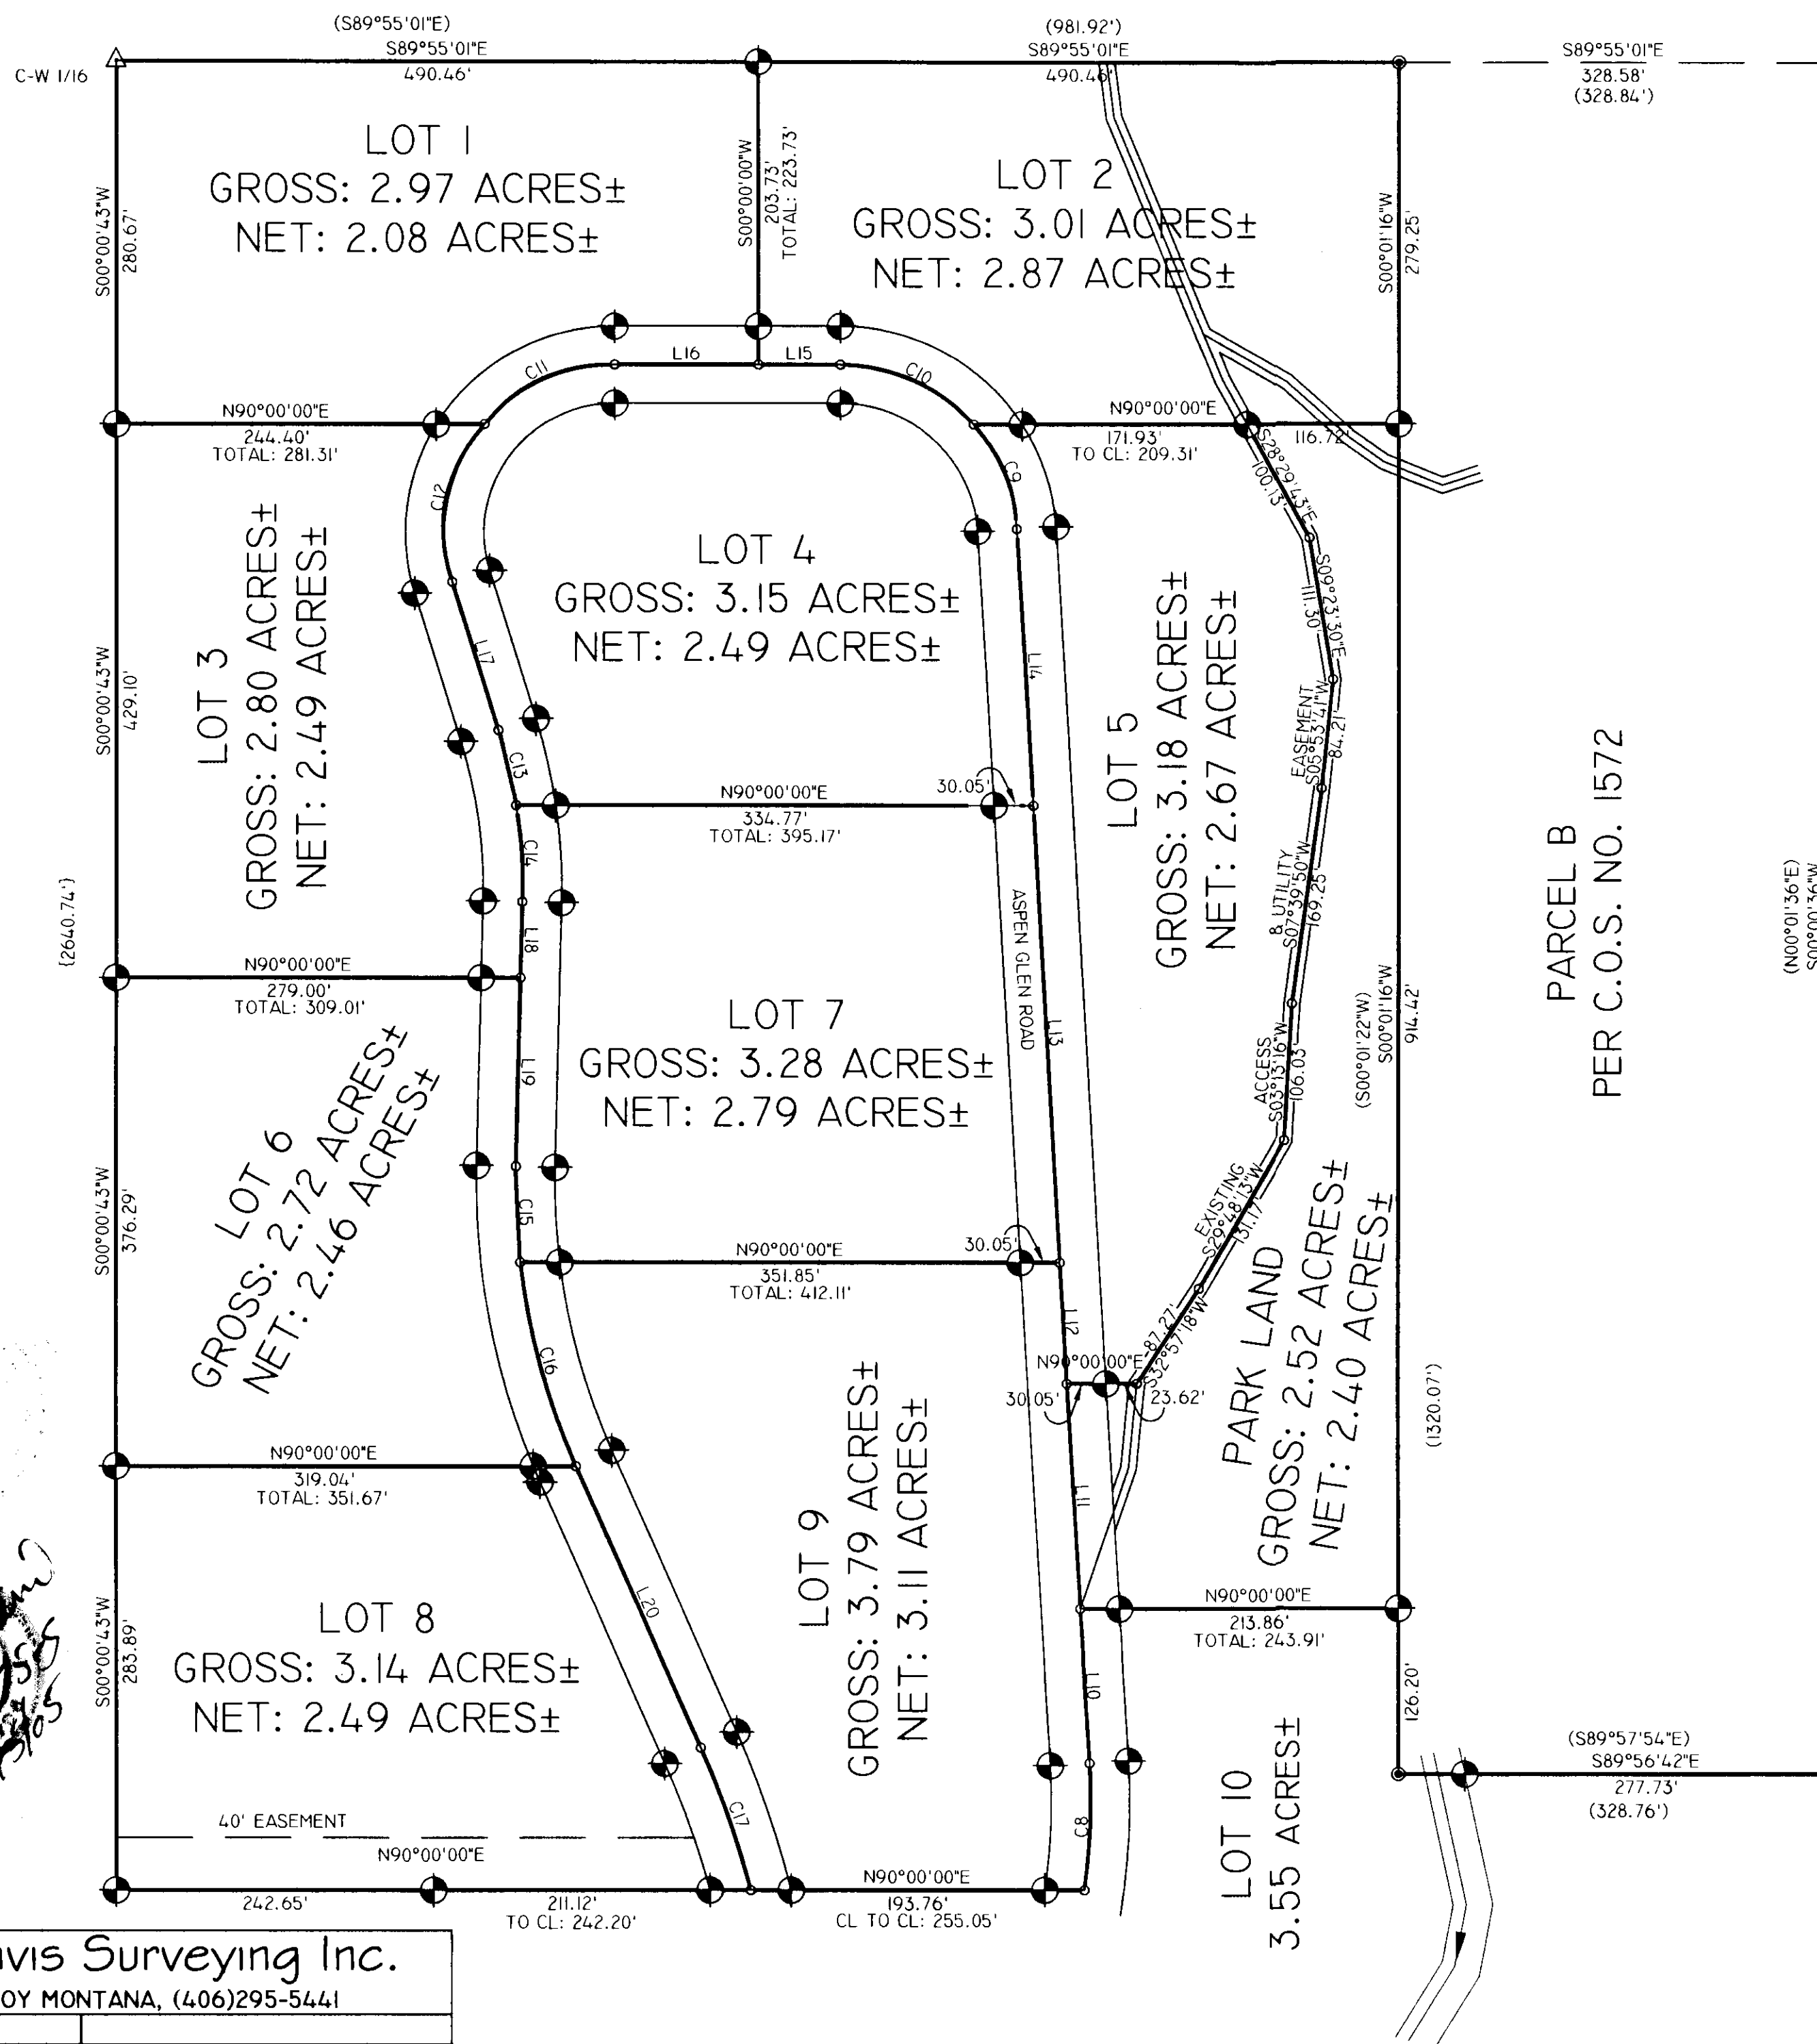 (S89°55'01"E)
S89°55'01"E
490.46'
(981.92')
S89°55'01"E
490.46'
S89°55'01"E
328.58'
(328.84')
C-W 1/16
LOT 1
GROSS: 2.97 ACRES±
NET: 2.08 ACRES±
S00°00'00"W
203.73'
TOTAL: 223.73'
LOT 2
GROSS: 3.01 ACRES±
NET: 2.87 ACRES±
S00°00'43"W
280.67'
S00°01'16"W
279.25'
C11
L16
L15
C10
N90°00'00"E
244.40'
TOTAL: 281.31'
N90°00'00"E
171.93'
TO CL: 209.31'
116.72'
S28°29'43"E
100.13'
C12
C9
LOT 3
GROSS: 2.80 ACRES±
NET: 2.49 ACRES±
LOT 4
GROSS: 3.15 ACRES±
NET: 2.49 ACRES±
S09°23'30"E
111.30'
S00°00'43"W
429.10'
L17
L14
LOT 5
GROSS: 3.18 ACRES±
NET: 2.67 ACRES±
EASEMENT
S05°53'41"W
84.21'
C13
N90°00'00"E
334.77'
TOTAL: 395.17'
30.05'
C14
ASPEN GLEN ROAD
& UTILITY
S07°39'50"W
169.25'
PARCEL B
PER C.O.S. NO. 1572
(2640.74')
(N00°01'36"E)
S00°00'36"W
L18
N90°00'00"E
279.00'
TOTAL: 309.01'
LOT 7
GROSS: 3.28 ACRES±
NET: 2.79 ACRES±
L19
L13
ACCESS
S03°13'16"W
106.03'
(S00°01'22"W)
S00°01'16"W
914.42'
LOT 6
GROSS: 2.72 ACRES±
NET: 2.46 ACRES±
S00°00'43"W
376.29'
C15
N90°00'00"E
351.85'
TOTAL: 412.11'
30.05'
EXISTING
S29°48'13"W
131.17'
L12
C16
N90°00'00"E
30.05'
87.27'
S32°57'18"W
23.62'
PARK LAND
GROSS: 2.52 ACRES±
NET: 2.40 ACRES±
(1320.07')
N90°00'00"E
319.04'
TOTAL: 351.67'
LOT 9
GROSS: 3.79 ACRES±
NET: 3.11 ACRES±
L11
L20
N90°00'00"E
213.86'
TOTAL: 243.91'
LOT 8
GROSS: 3.14 ACRES±
NET: 2.49 ACRES±
S00°00'43"W
283.89'
L10
126.20'
C17
C8
LOT 10
3.55 ACRES±
(S89°57'54"E)
S89°56'42"E
277.73'
(328.76')
40' EASEMENT
N90°00'00"E
242.65'
211.12'
TO CL: 242.20'
N90°00'00"E
193.76'
CL TO CL: 255.05'
avis Surveying Inc.
OY MONTANA, (406)295-5441